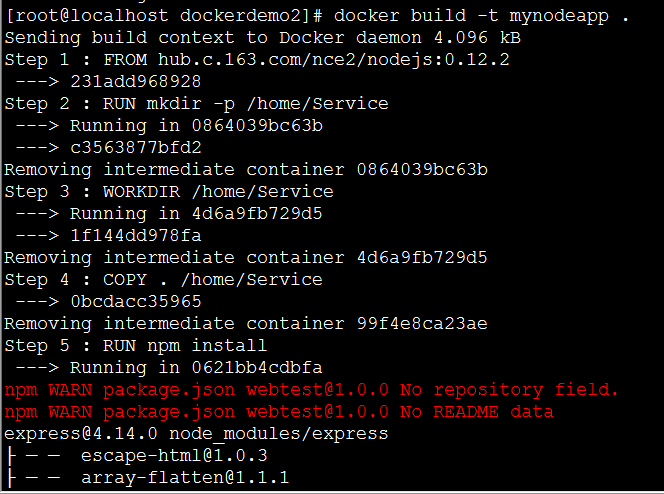 [root@localhost dockerdemo2]# docker build -t mynodeapp .
Sending build context to Docker daemon 4.096 kB
Step 1 : FROM hub.c.163.com/nce2/nodejs:0.12.2
 ---> 231add968928
Step 2 : RUN mkdir -p /home/Service
 ---> Running in 0864039bc63b
 ---> c3563877bfd2
Removing intermediate container 0864039bc63b
Step 3 : WORKDIR /home/Service
 ---> Running in 4d6a9fb729d5
 ---> 1f144dd978fa
Removing intermediate container 4d6a9fb729d5
Step 4 : COPY . /home/Service
 ---> 0bcdacc35965
Removing intermediate container 99f4e8ca23ae
Step 5 : RUN npm install
 ---> Running in 0621bb4cdbfa
npm WARN package.json webtest@1.0.0 No repository field.
npm WARN package.json webtest@1.0.0 No README data
express@4.14.0 node_modules/express
├── escape-html@1.0.3
├── array-flatten@1.1.1